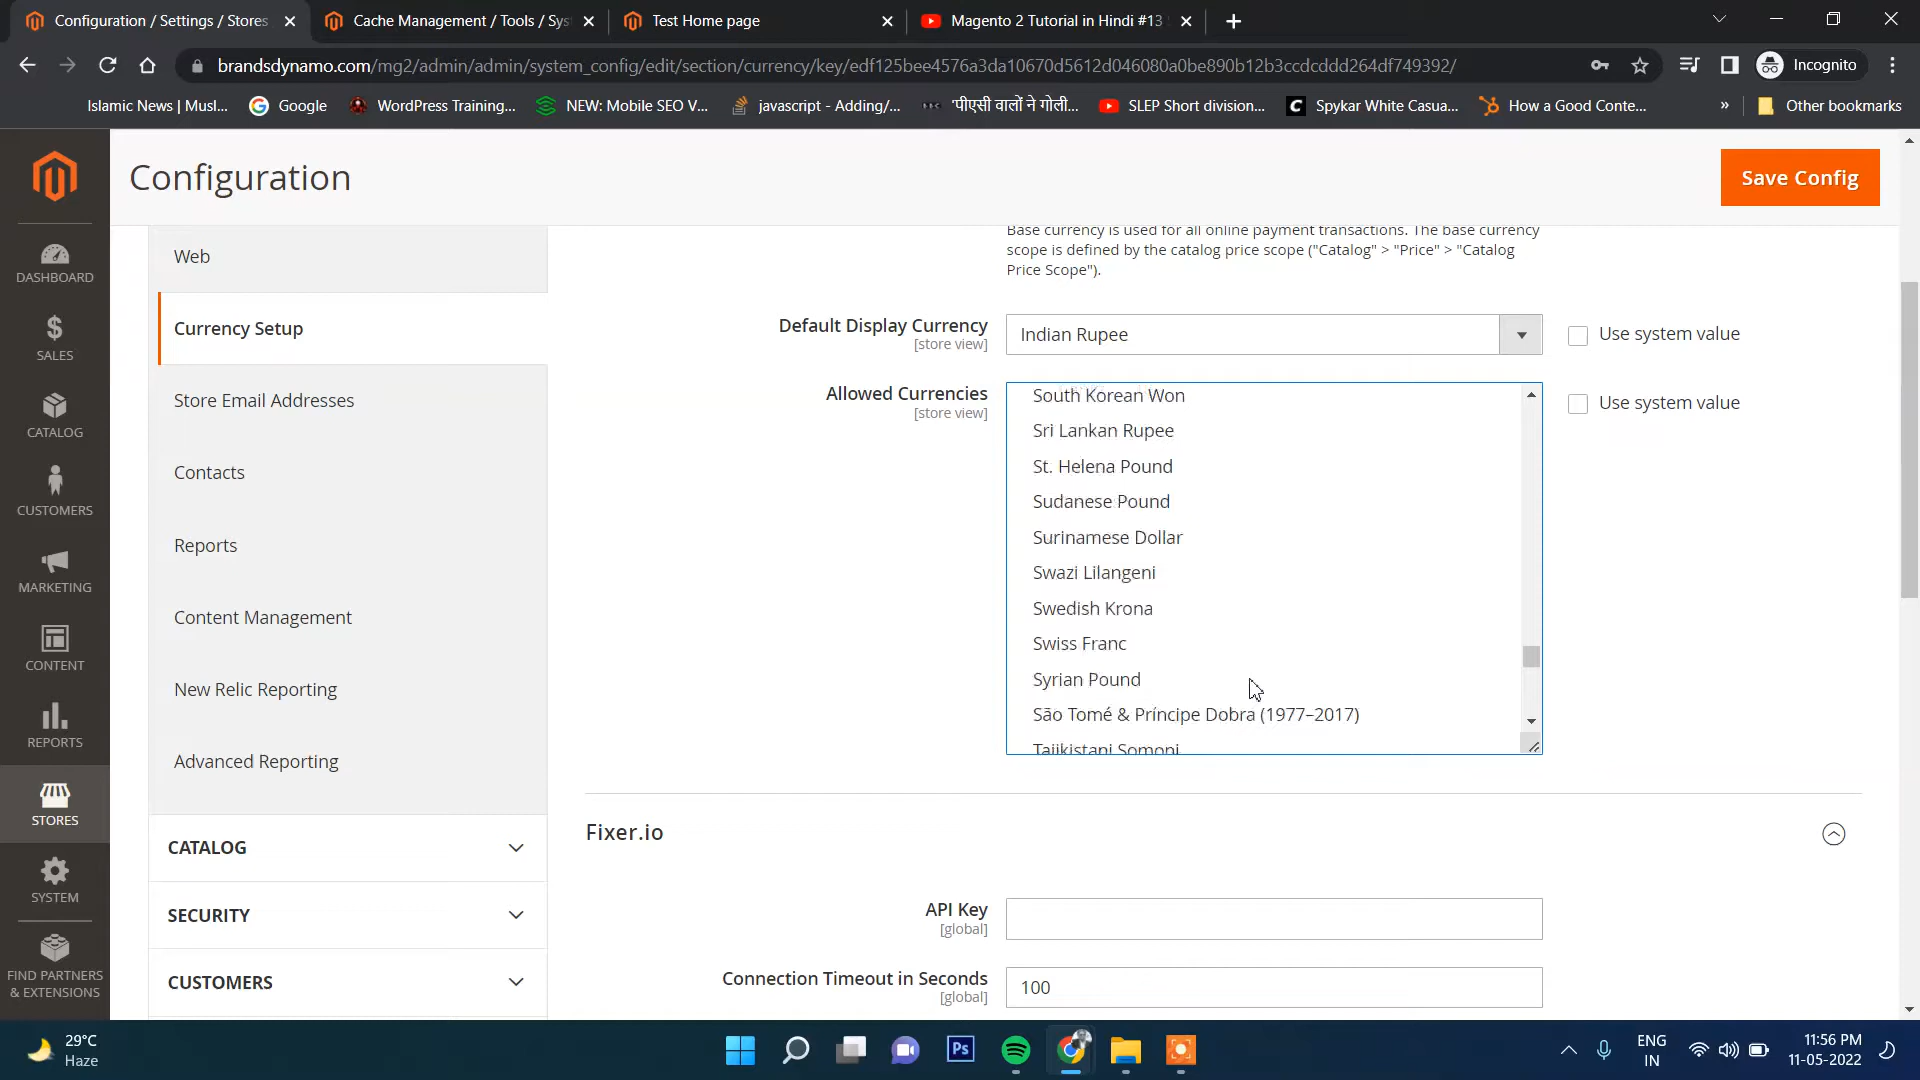 Configuration / Settings / Stores
Cache Management / Tools / Sys
Test Home page
Magento 2 Tutorial in Hindi #13
brandsdynamo.com/mg2/admin/admin/system_config/edit/section/currency/key/edf125bee4576a3da10670d5612d046080a0be890b12b3ccdcddd264df749392/
Incognito
Islamic News | Musl...
Google
WordPress Training...
NEW: Mobile SEO V...
javascript - Adding/...
'पीएसी वालों ने गोली...
SLEP Short division...
Spykar White Casua...
How a Good Conte...
»
Other bookmarks
Configuration
Save Config
DASHBOARD
SALES
CATALOG
CUSTOMERS
MARKETING
CONTENT
REPORTS
STORES
SYSTEM
FIND PARTNERS
& EXTENSIONS
Web
Currency Setup
Store Email Addresses
Contacts
Reports
Content Management
New Relic Reporting
Advanced Reporting
CATALOG
SECURITY
CUSTOMERS
Base currency is used for all online payment transactions. The base currency
scope is defined by the catalog price scope ("Catalog" > "Price" > "Catalog
Price Scope").
Default Display Currency
[store view]
Indian Rupee
Use system value
Allowed Currencies
[store view]
Use system value
South Korean Won
Sri Lankan Rupee
St. Helena Pound
Sudanese Pound
Surinamese Dollar
Swazi Lilangeni
Swedish Krona
Swiss Franc
Syrian Pound
São Tomé & Príncipe Dobra (1977–2017)
Tajikistani Somoni
Fixer.io
API Key
[global]
Connection Timeout in Seconds
[global]
100
29°C
Haze
Ps
ENG
IN
11:56 PM
11-05-2022